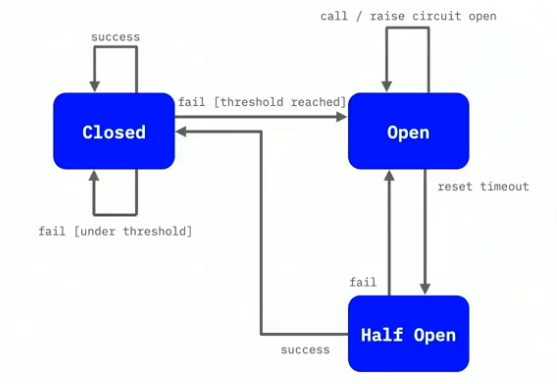 call / raise circuit open
success
fail [threshold reached]
Closed
Open
reset timeout
fail [under threshold]
fail
Half Open
success